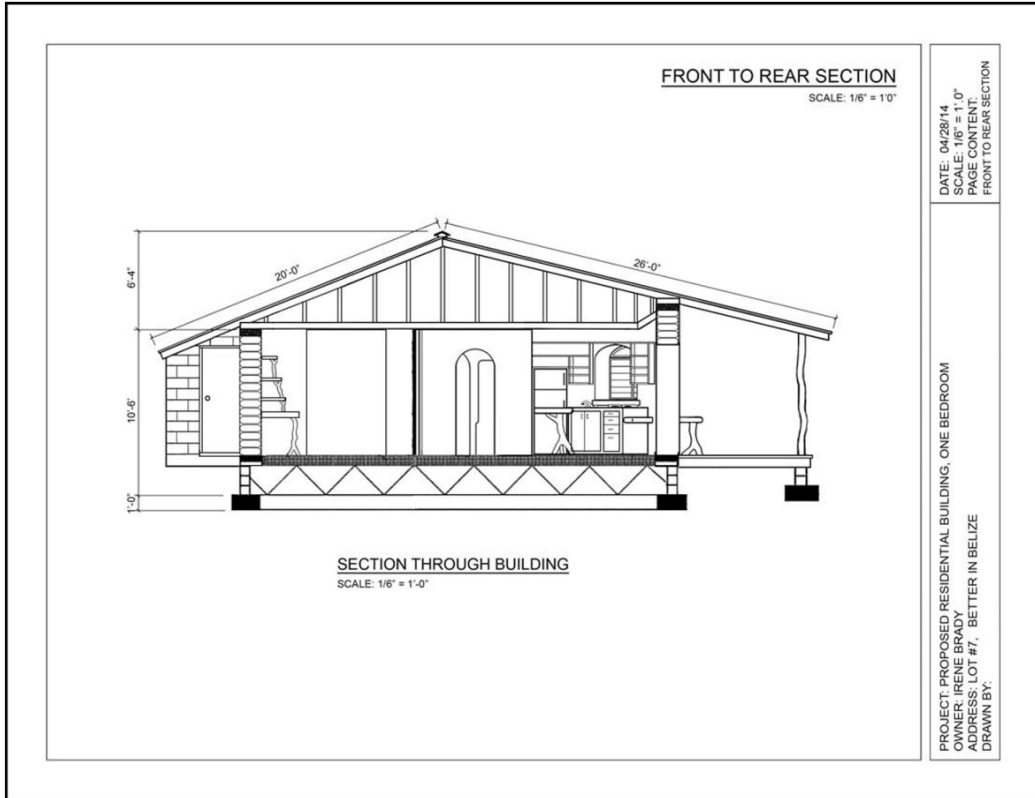 FRONT TO REAR SECTION
SCALE: 1/6" = 1'0"
DATE: 04/28/14
SCALE: 1/6" = 1',0"
PAGE CONTENT:
FRONT TO REAR SECTION
20'-0"
26'-0"
6'-4"
10'-6"
1'-0"
SECTION THROUGH BUILDING
SCALE: 1/6" = 1'-0"
PROJECT: PROPOSED RESIDENTIAL BUILDING, ONE BEDROOM
OWNER: IRENE BRADY
ADDRESS: LOT #7, BETTER IN BELIZE
DRAWN BY: